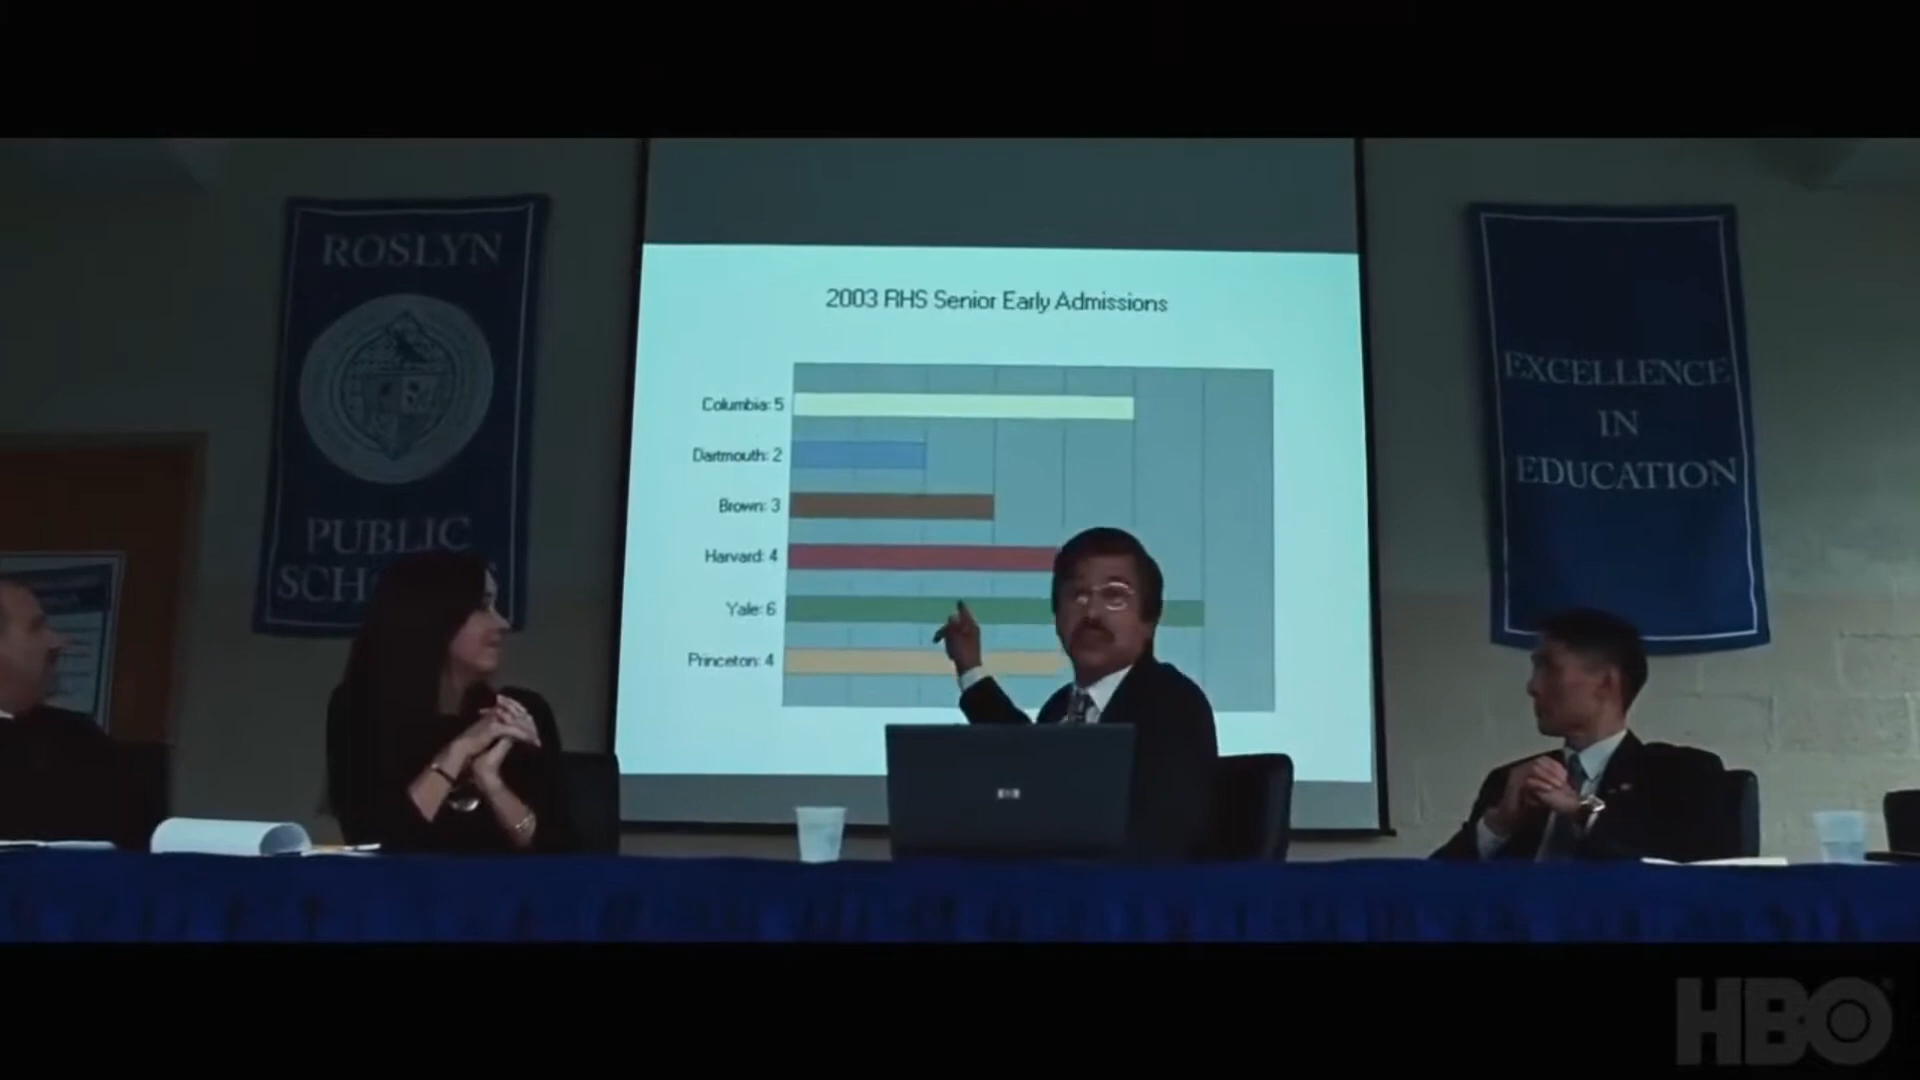 ROSLYN
PUBLIC
2003 RHS Senior Early Admissions
Columbia: 5
Dartmouth: 2
Brown: 3
Harvard: 4
Yale: 6
Princeton: 4
EXCELLENCE
IN
EDUCATION
hp
HBO